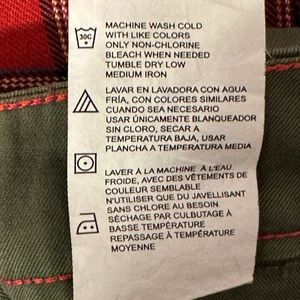 30C
MACHINE WASH COLD
WITH LIKE COLORS
ONLY NON-CHLORINE
BLEACH WHEN NEEDED
TUMBLE DRY LOW
MEDIUM IRON
LAVAR EN LAVADORA CON AGUA
FRÍA, CON COLORES SIMILARES
CUANDO SEA NECESARIO
USAR ÚNICAMENTE BLANQUEADOR
SIN CLORO, SECAR A
TEMPERATURA BAJA, USAR
PLANCHA A TEMPERATURA MEDIA
LAVER À LA MACHINE À L'EAU
FROIDE, AVEC DES VÊTEMENTS DE
COULEUR SEMBLABLE
N'UTILISER QUE DU JAVELLISANT
SANS CHLORE AU BESOIN
SÉCHAGE PAR CULBUTAGE À
BASSE TEMPÉRATURE
REPASSAGE À TEMPÉRATURE
MOYENNE